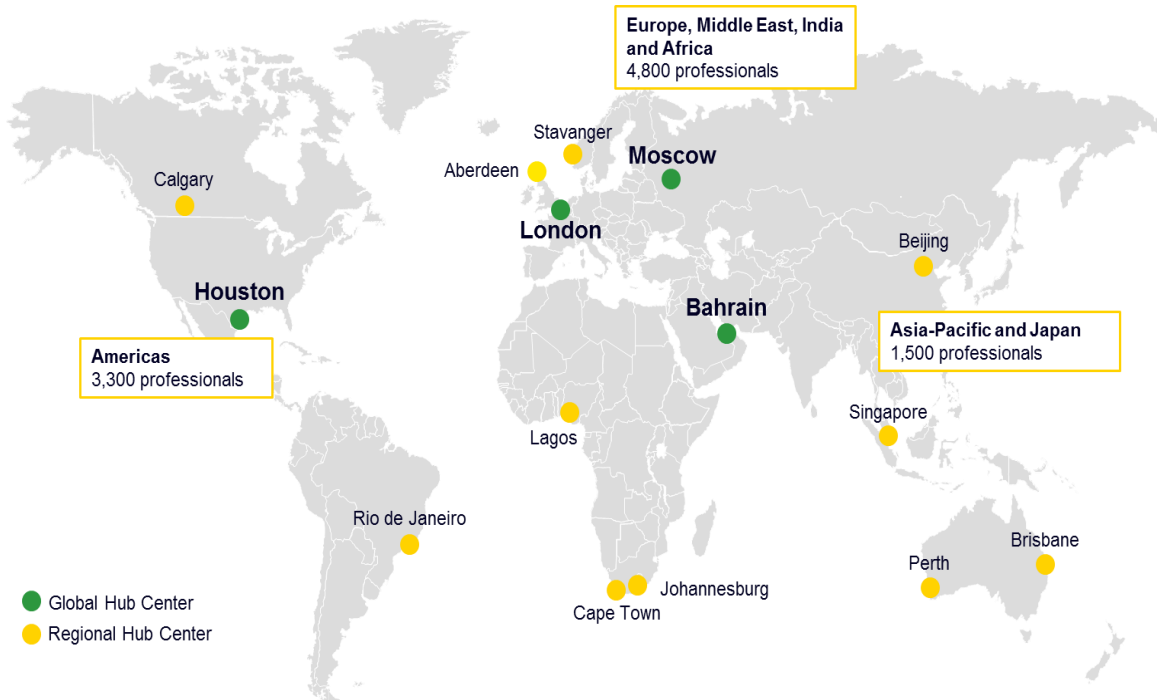 Europe, Middle East, India
and Africa
4,800 professionals
Stavanger
Moscow
Aberdeen
Calgary
London
Beijing
Houston
Bahrain
Asia-Pacific and Japan
1,500 professionals
Americas
3,300 professionals
Singapore
Lagos
Rio de Janeiro
Brisbane
Perth
Johannesburg
Cape Town
Global Hub Center
Regional Hub Center